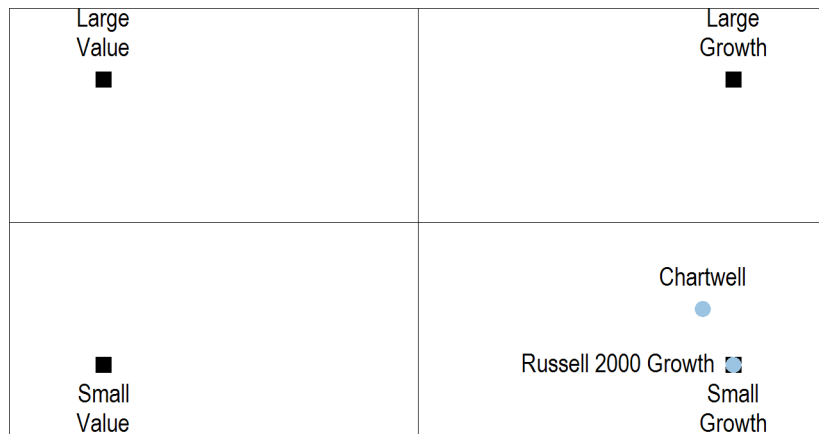 Large
Value
Large
Growth
Chartwell
Russell 2000 Growth
Small
Value
Small
Growth